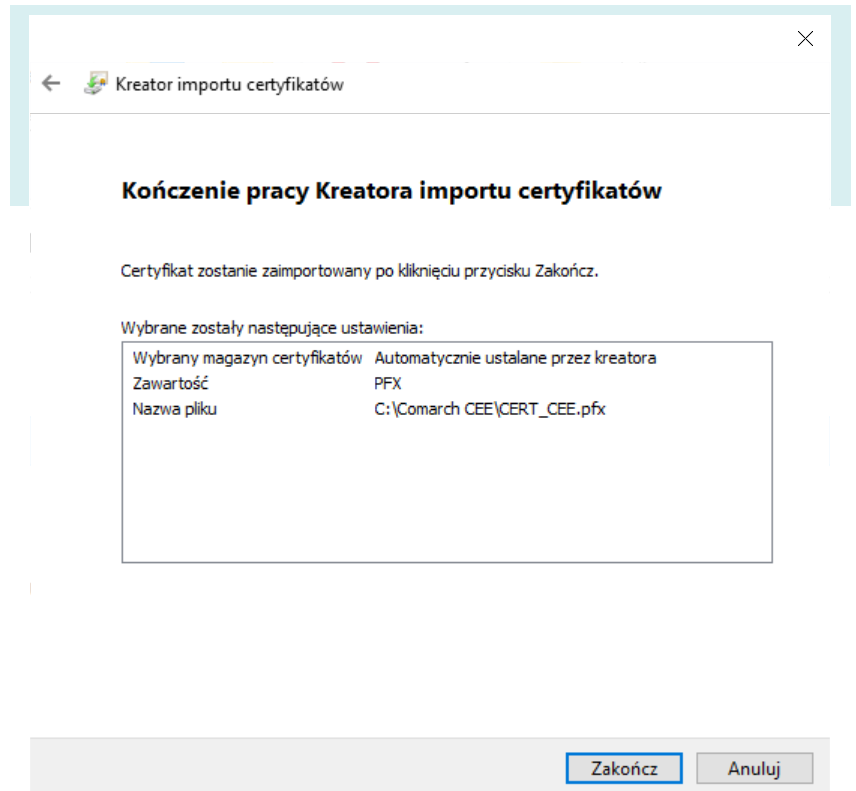 Kreator importu certyfikatów
Kończenie pracy Kreatora importu certyfikatów
Certyfikat zostanie zaimportowany po kliknięciu przycisku Zakończ.
Wybrane zostały następujące ustawienia:
Wybrany magazyn certyfikatów Automatycznie ustalane przez kreatora
Zawartość PFX
Nazwa pliku C:\Comarch CEE\CERT_CEE.pfx
Zakończ Anuluj